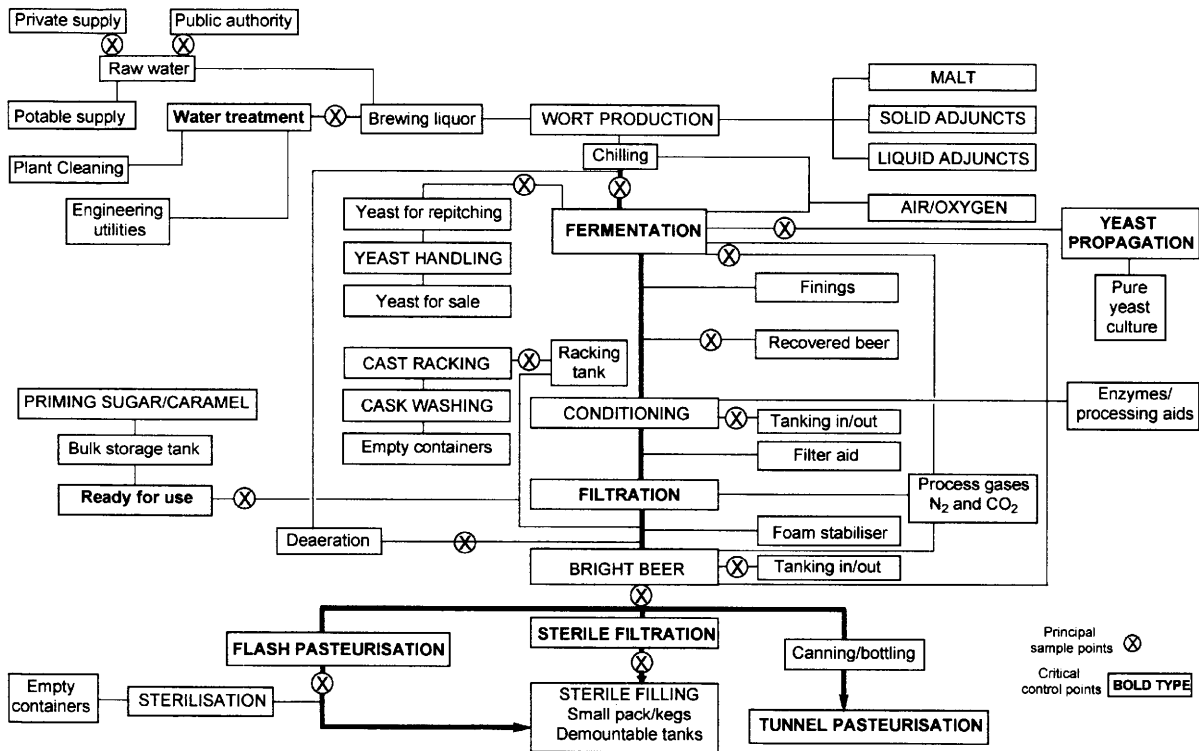 Private supply
Public authority
Raw water
Potable supply
Water treatment
Brewing liquor
WORT PRODUCTION
MALT
SOLID ADJUNCTS
LIQUID ADJUNCTS
Plant Cleaning
Chilling
Engineering
utilities
Yeast for repitching
AIR/OXYGEN
FERMENTATION
YEAST
PROPAGATION
YEAST HANDLING
Yeast for sale
Finings
Pure
yeast
culture
Recovered beer
CAST RACKING
Racking
tank
PRIMING SUGAR/CARAMEL
CASK WASHING
CONDITIONING
Tanking in/out
Enzymes/
processing aids
Bulk storage tank
Empty containers
Filter aid
Ready for use
FILTRATION
Process gases
N₂ and CO₂
Deaeration
Foam stabiliser
BRIGHT BEER
Tanking in/out
FLASH PASTEURISATION
STERILE FILTRATION
Canning/bottling
Principal
sample points
Critical
control points
BOLD TYPE
Empty
containers
STERILISATION
STERILE FILLING
Small pack/kegs
Demountable tanks
TUNNEL PASTEURISATION